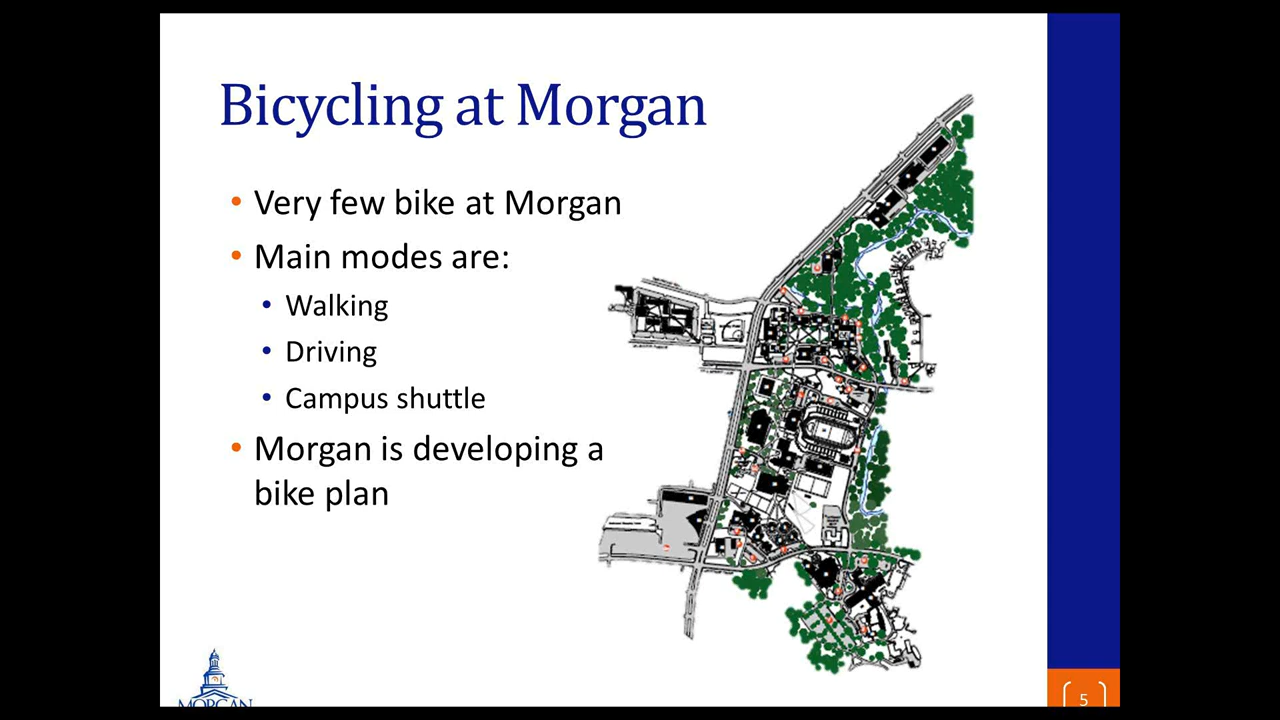 Bicycling at Morgan
• Very few bike at Morgan
• Main modes are:
• Walking
• Driving
• Campus shuttle
• Morgan is developing a
bike plan
MORGAN
5